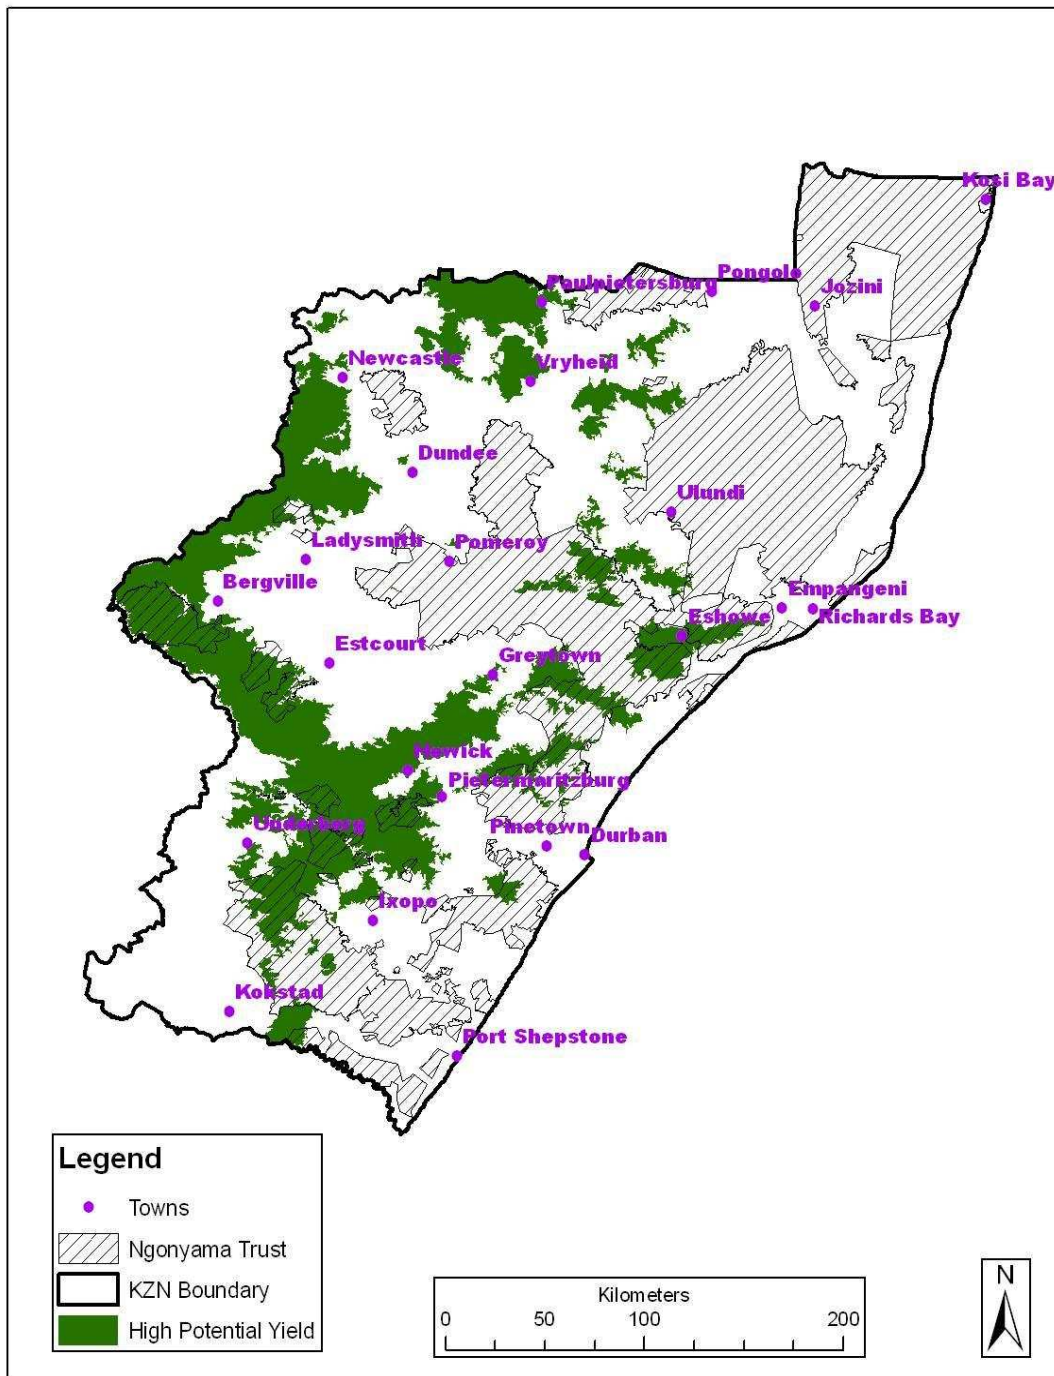 Kosi Bay
Pongolo
Paulpietersburg
Jozini
Newcastle
Vryheid
Dundee
Ulundi
Ladysmith
Pomeroy
Bergville
Empangeni
Richards Bay
Eshowe
Estcourt
Greytown
Howick
Pietermaritzburg
Underberg
Pinetown
Durban
Ixopo
Kokstad
Port Shepstone
Legend
Towns
Ngonyama Trust
KZN Boundary
High Potential Yield
Kilometers
0 50 100 200
N